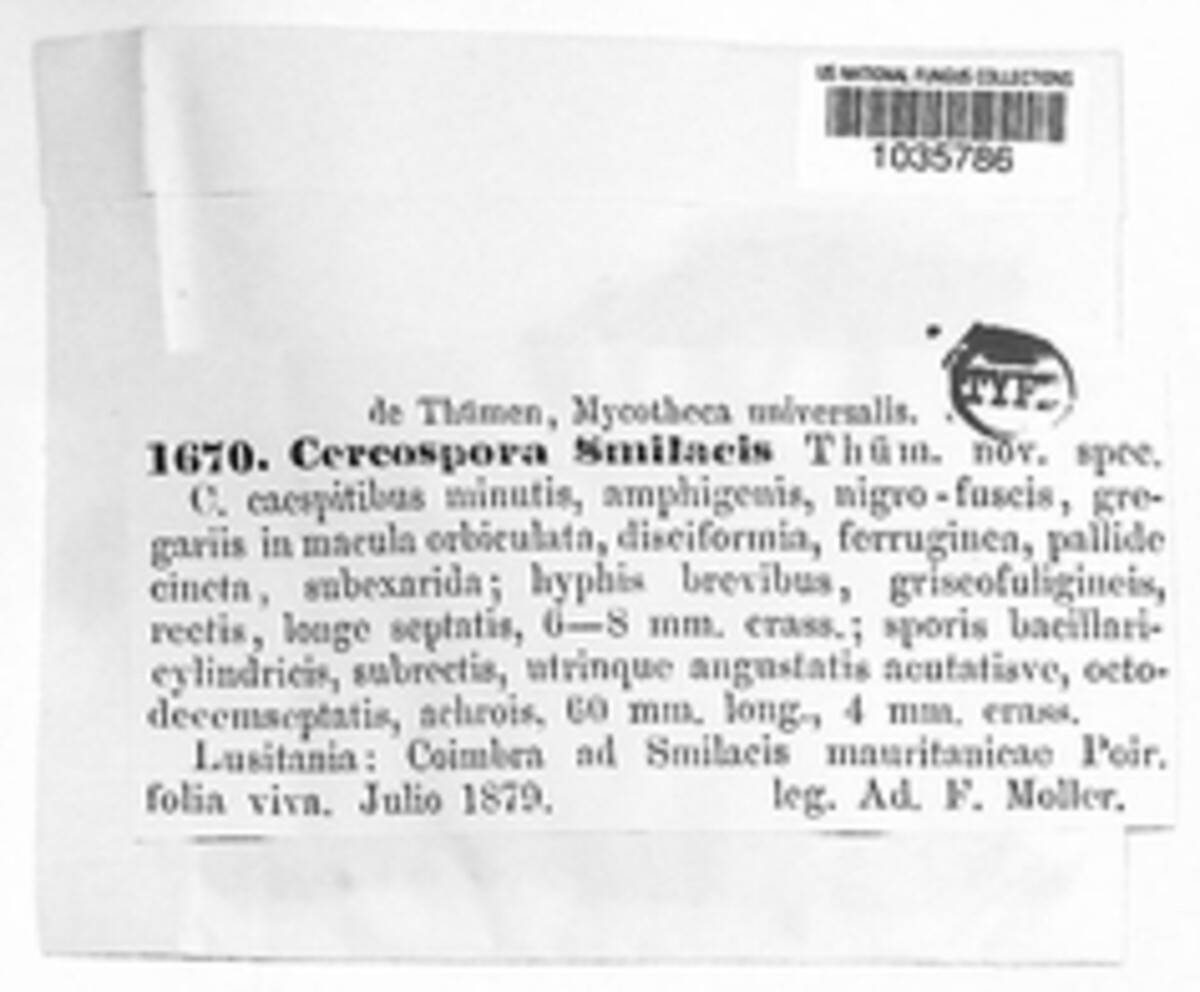 US NATIONAL FUNGUS COLLECTIONS
1035786
TYPE
de Thümen, Mycotheca universalis.
1670. Cercospora Smilacis Thüm. nov. spec.
C. caespitibus minutis, amphigenis, nigro-fuscis, gre-
gariis in macula orbiculata, disciformia, ferruginea, pallide
cincta, subexarida; hyphis brevibus, griseofuligineis,
rectis, longe septatis, 6—8 mm. crass.; sporis bacillari-
cylindricis, subrectis, utrinque angustatis acutatisve, octo-
decemseptatis, achrois, 60 mm. long., 4 mm. crass.
Lusitania: Coimbra ad Smilacis mauritanicae Poir.
folia viva. Julio 1879. leg. Ad. F. Moller.